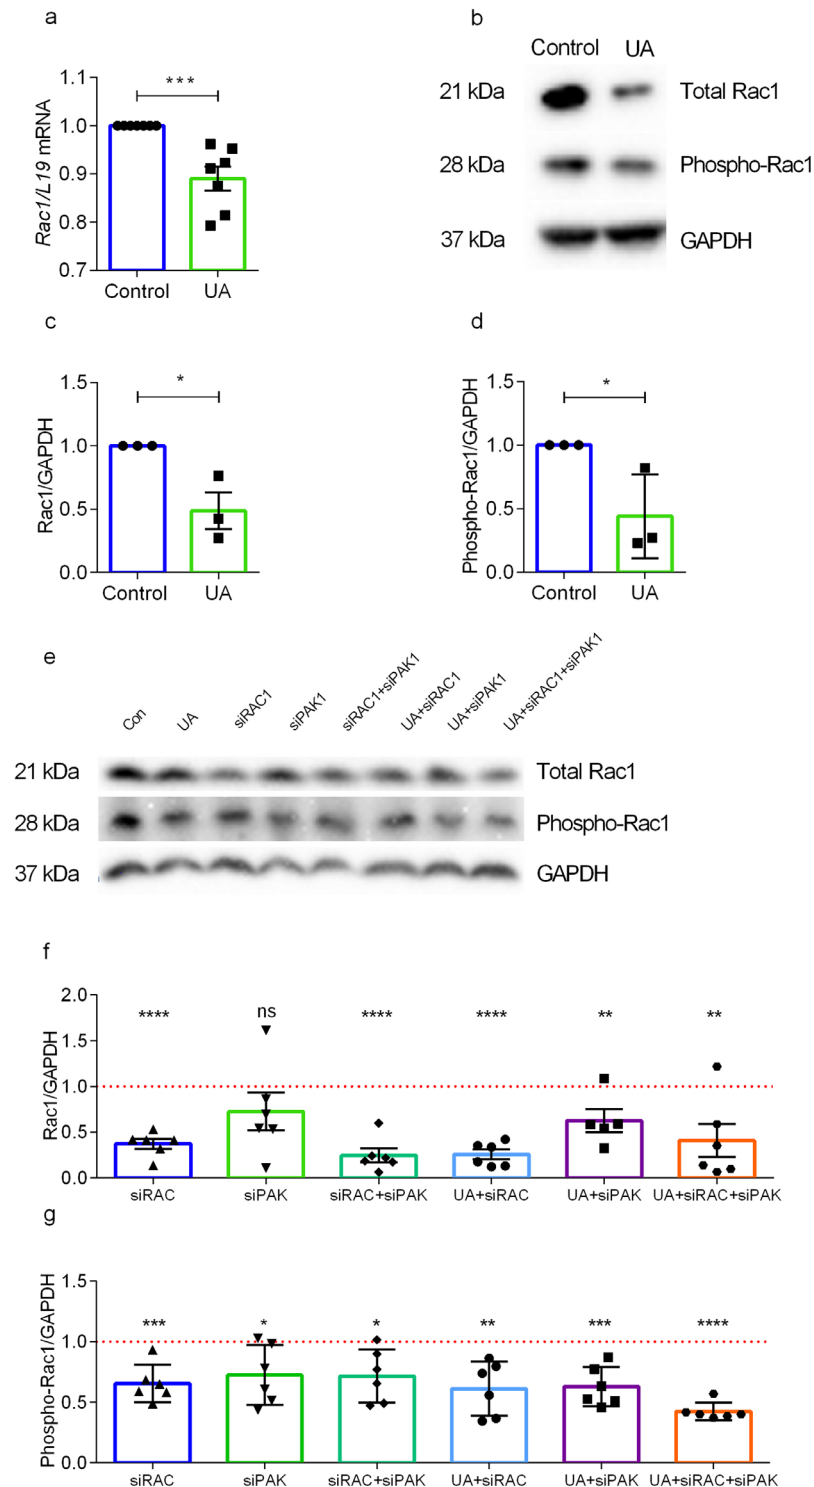 a
1.1
1.0
0.9
0.8
0.7
Rac1/L19 mRNA
***
Control
UA
b
Control UA
21 kDa Total Rac1
28 kDa Phospho-Rac1
37 kDa GAPDH
c
1.5
1.0
0.5
0.0
Rac1/GAPDH
*
Control
UA
d
1.5
1.0
0.5
0.0
Phospho-Rac1/GAPDH
*
Control
UA
e
Con
UA
siRAC1
siPAK1
siRAC1+siPAK1
UA+siRAC1
UA+siPAK1
UA+siRAC1+siPAK1
21 kDa Total Rac1
28 kDa Phospho-Rac1
37 kDa GAPDH
f
2.0
1.5
1.0
0.5
0.0
Rac1/GAPDH
**** ns **** **** ** **
siRAC siPAK siRAC+siPAK UA+siRAC UA+siPAK UA+siRAC+siPAK
g
1.5
1.0
0.5
0.0
Phospho-Rac1/GAPDH
*** * * ** *** ****
siRAC siPAK siRAC+siPAK UA+siRAC UA+siPAK UA+siRAC+siPAK